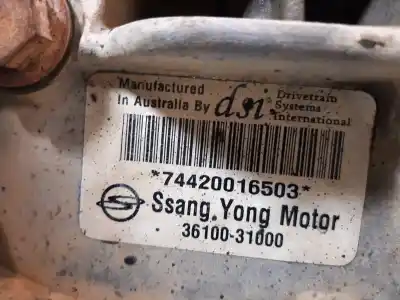 Manufactured
In Australia By dsi Drivetrain
Systems
International
*74420016503*
Ssang Yong Motor
36100-31000